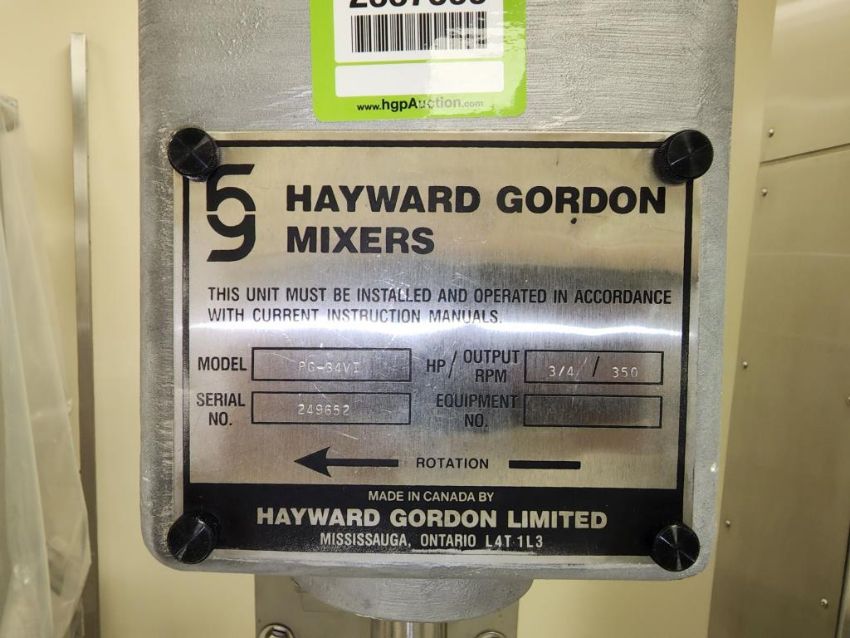 www.hgpAuction.com
HAYWARD GORDON
MIXERS
THIS UNIT MUST BE INSTALLED AND OPERATED IN ACCORDANCE
WITH CURRENT INSTRUCTION MANUALS.
MODEL PG-34VI HP/OUTPUT RPM 3/4 / 350
SERIAL NO. 249652 EQUIPMENT NO.
ROTATION
MADE IN CANADA BY
HAYWARD GORDON LIMITED
MISSISSAUGA, ONTARIO L4T 1L3